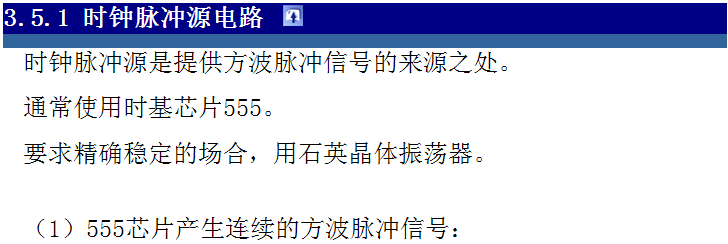 3.5.1 时钟脉冲源电路
时钟脉冲源是提供方波脉冲信号的来源之处。
通常使用时基芯片555。
要求精确稳定的场合，用石英晶体振荡器。
（1）555芯片产生连续的方波脉冲信号：